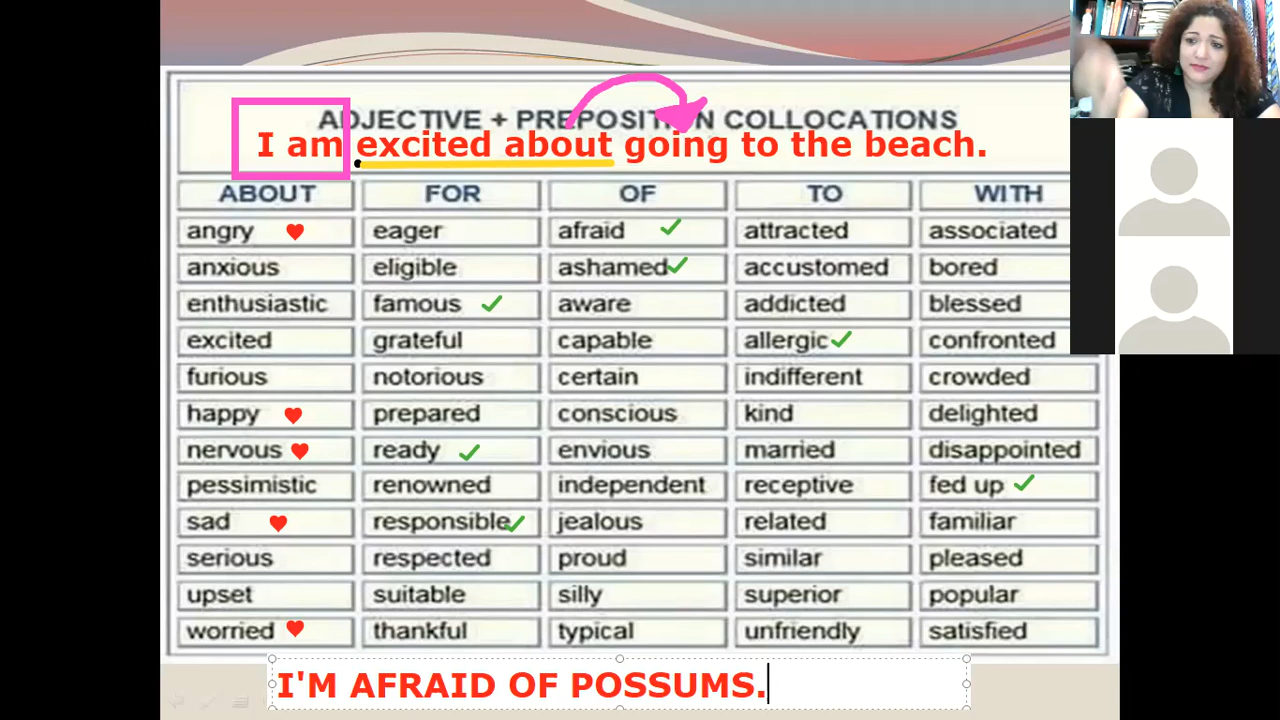 ADJECTIVE + PREPOSITION COLLOCATIONS
I am excited about going to the beach.
ABOUT FOR OF TO WITH
angry eager afraid attracted associated
anxious eligible ashamed accustomed bored
enthusiastic famous aware addicted blessed
excited grateful capable allergic confronted
furious notorious certain indifferent crowded
happy prepared conscious kind delighted
nervous ready envious married disappointed
pessimistic renowned independent receptive fed up
sad responsible jealous related familiar
serious respected proud similar pleased
upset suitable silly superior popular
worried thankful typical unfriendly satisfied
I'M AFRAID OF POSSUMS.